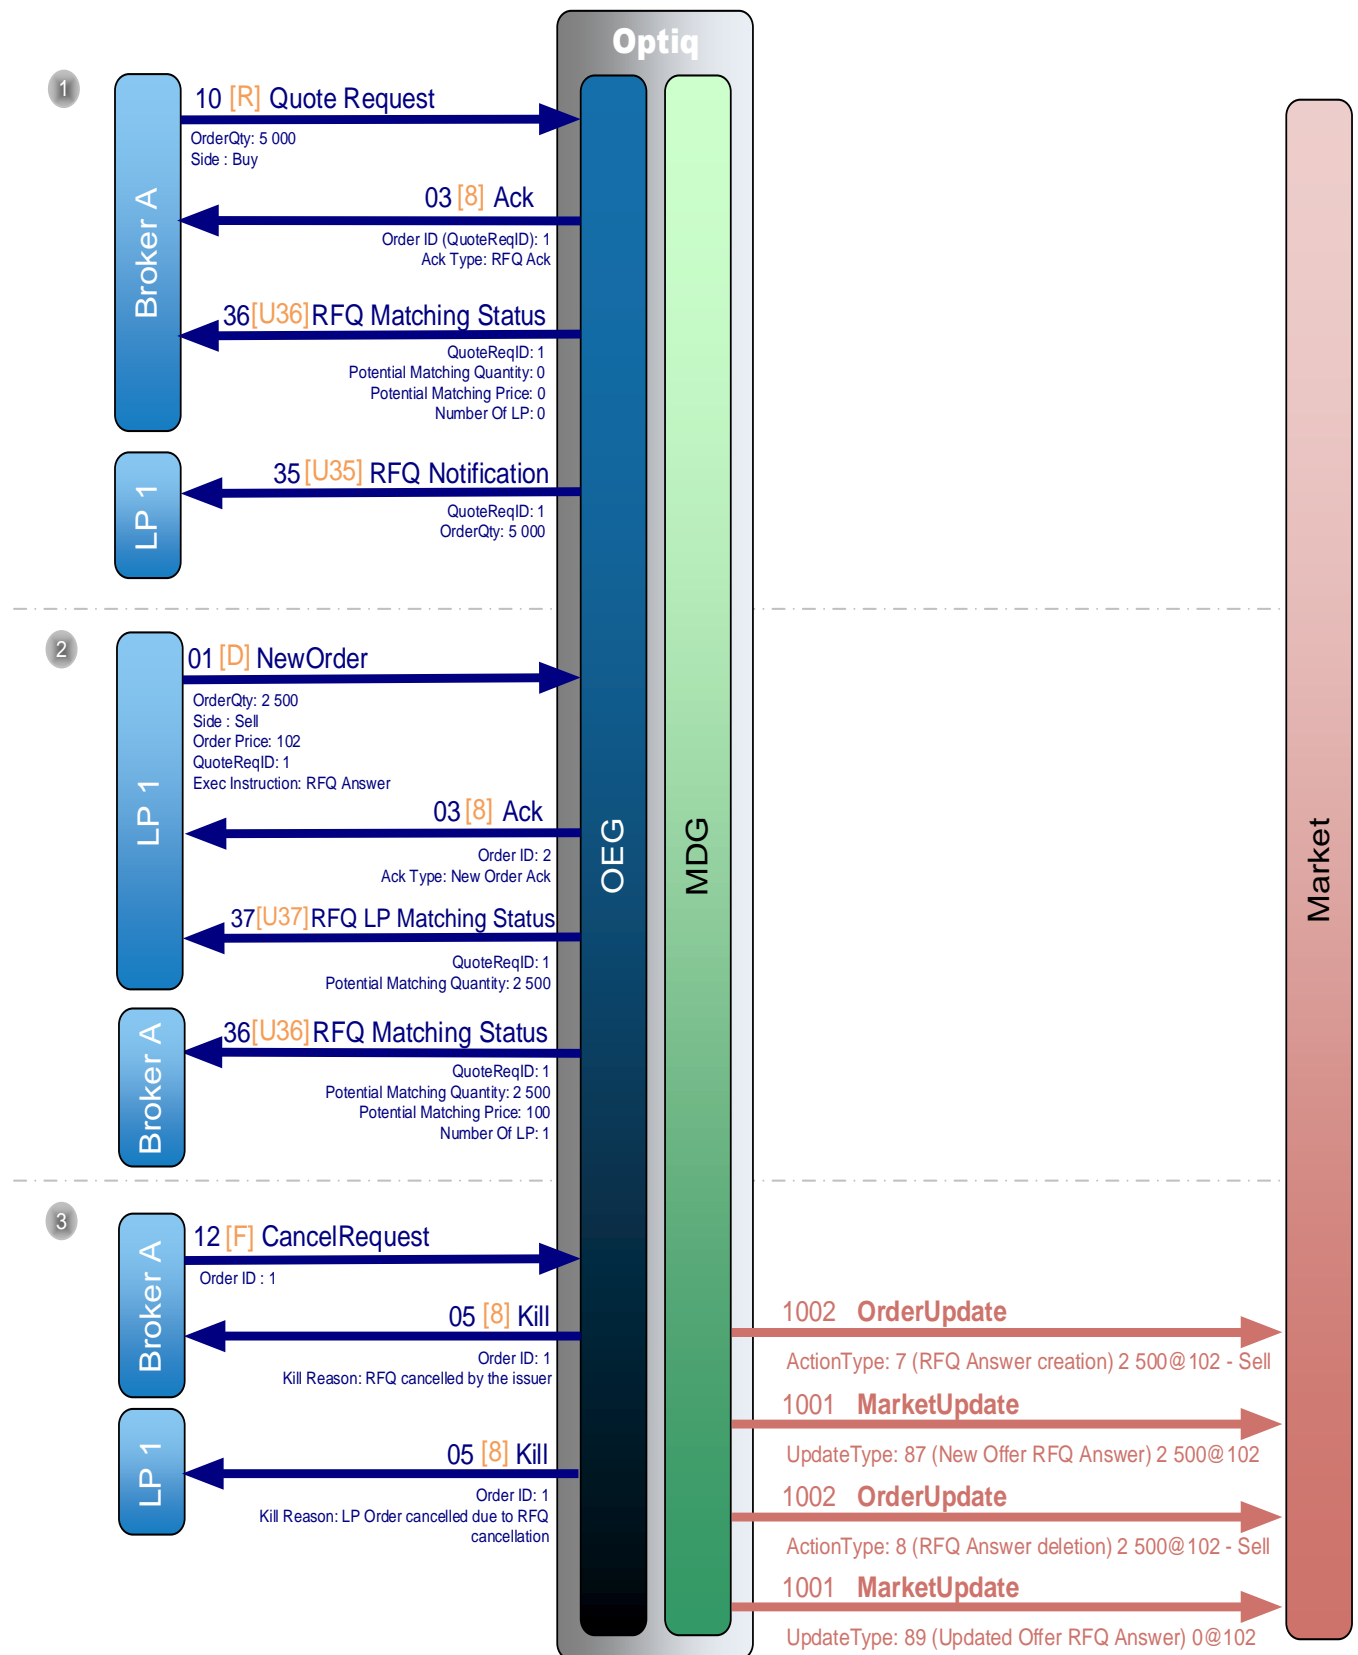 Optiq
1
Broker A
10 [R] Quote Request
OrderQty: 5 000
Side : Buy
03 [8] Ack
Order ID (QuoteReqID): 1
Ack Type: RFQ Ack
36[U36]RFQ Matching Status
QuoteReqID: 1
Potential Matching Quantity: 0
Potential Matching Price: 0
Number Of LP: 0
LP 1
35 [U35] RFQ Notification
QuoteReqID: 1
OrderQty: 5 000
2
LP 1
01 [D] NewOrder
OrderQty: 2 500
Side : Sell
Order Price: 102
QuoteReqID: 1
Exec Instruction: RFQ Answer
03 [8] Ack
Order ID: 2
Ack Type: New Order Ack
37[U37]RFQ LP Matching Status
QuoteReqID: 1
Potential Matching Quantity: 2 500
Broker A
36[U36]RFQ Matching Status
QuoteReqID: 1
Potential Matching Quantity: 2 500
Potential Matching Price: 100
Number Of LP: 1
OEG
MDG
Market
3
Broker A
12 [F] CancelRequest
Order ID : 1
05 [8] Kill
Order ID: 1
Kill Reason: RFQ cancelled by the issuer
LP 1
05 [8] Kill
Order ID: 1
Kill Reason: LP Order cancelled due to RFQ
cancellation
1002 OrderUpdate
ActionType: 7 (RFQ Answer creation) 2 500@102 - Sell
1001 MarketUpdate
UpdateType: 87 (New Offer RFQ Answer) 2 500@102
1002 OrderUpdate
ActionType: 8 (RFQ Answer deletion) 2 500@102 - Sell
1001 MarketUpdate
UpdateType: 89 (Updated Offer RFQ Answer) 0@102